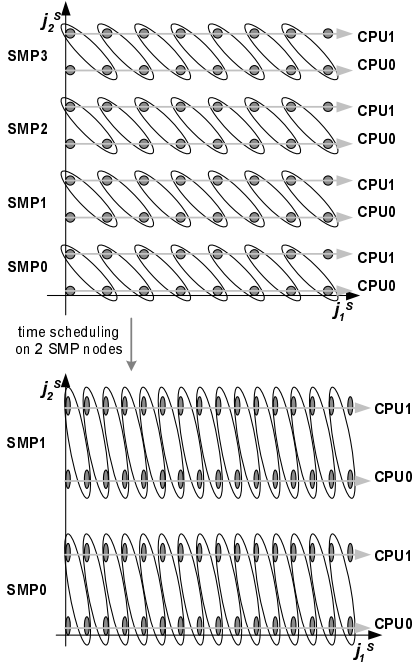 j₂ˢ
SMP3
CPU1
CPU0
SMP2
CPU1
CPU0
SMP1
CPU1
CPU0
SMP0
CPU1
CPU0
j₁ˢ
time scheduling
on 2 SMP nodes
j₂ˢ
CPU1
SMP1
CPU0
CPU1
SMP0
CPU0
j₁ˢ